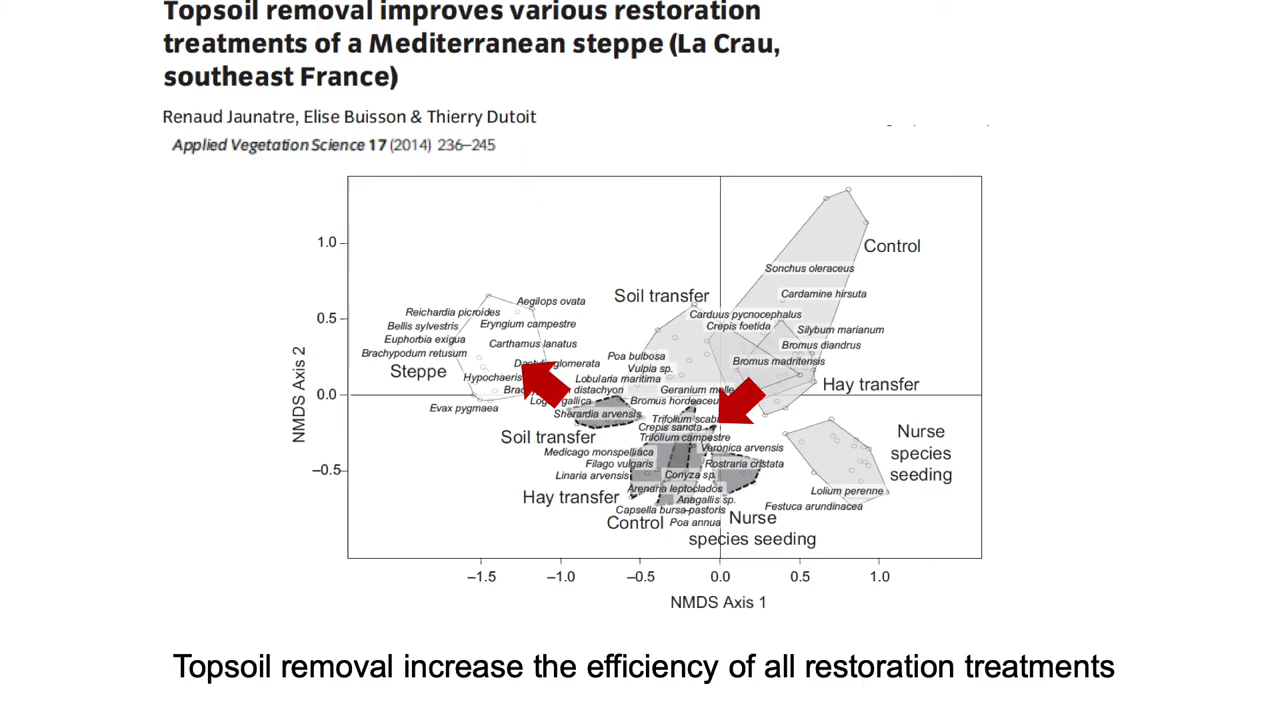 Topsoil removal improves various restoration
treatments of a Mediterranean steppe (La Crau,
southeast France)
Renaud Jaunatre, Elise Buisson & Thierry Dutoit
Applied Vegetation Science 17 (2014) 236–245
Control
1.0
Sonchus oleraceus
Soil transfer
Cardamine hirsuta
Aegilops ovata
Reichardia picroides
Carduus pycnocephalus
0.5
Bellis sylvestris
Eryngium campestre
Crepis foetida
Silybum marianum
Euphorbia exigua
Carthamus lanatus
Bromus diandrus
Brachypodum retusum
Poa bulbosa
Bromus madritensis
glomerata
Vulpia sp.
Steppe
Hypochaeris
Lobularia maritima
Hay transfer
distachyon
Geranium molle
0.0
gallica
Bromus hordeaceus
Evax pygmaea
Sherardia arvensis
Trifolium
Crepis sancta
Soil transfer
Trifolium campestre
Nurse
species
seeding
Medicago monspeliaca
Veronica arvensis
Filago vulgaris
Rostraria cristata
–0.5
Linaria arvensis
Conyza sp.
Arenaria leptoclados
Lolium perenne
Hay transfer
Anagallis sp.
Festuca arundinacea
Capsella bursa-pastoris
Control
Poa annua
Nurse
species seeding
NMDS Axis 2
–1.5 –1.0 –0.5 0.0 0.5 1.0
NMDS Axis 1
Topsoil removal increase the efficiency of all restoration treatments